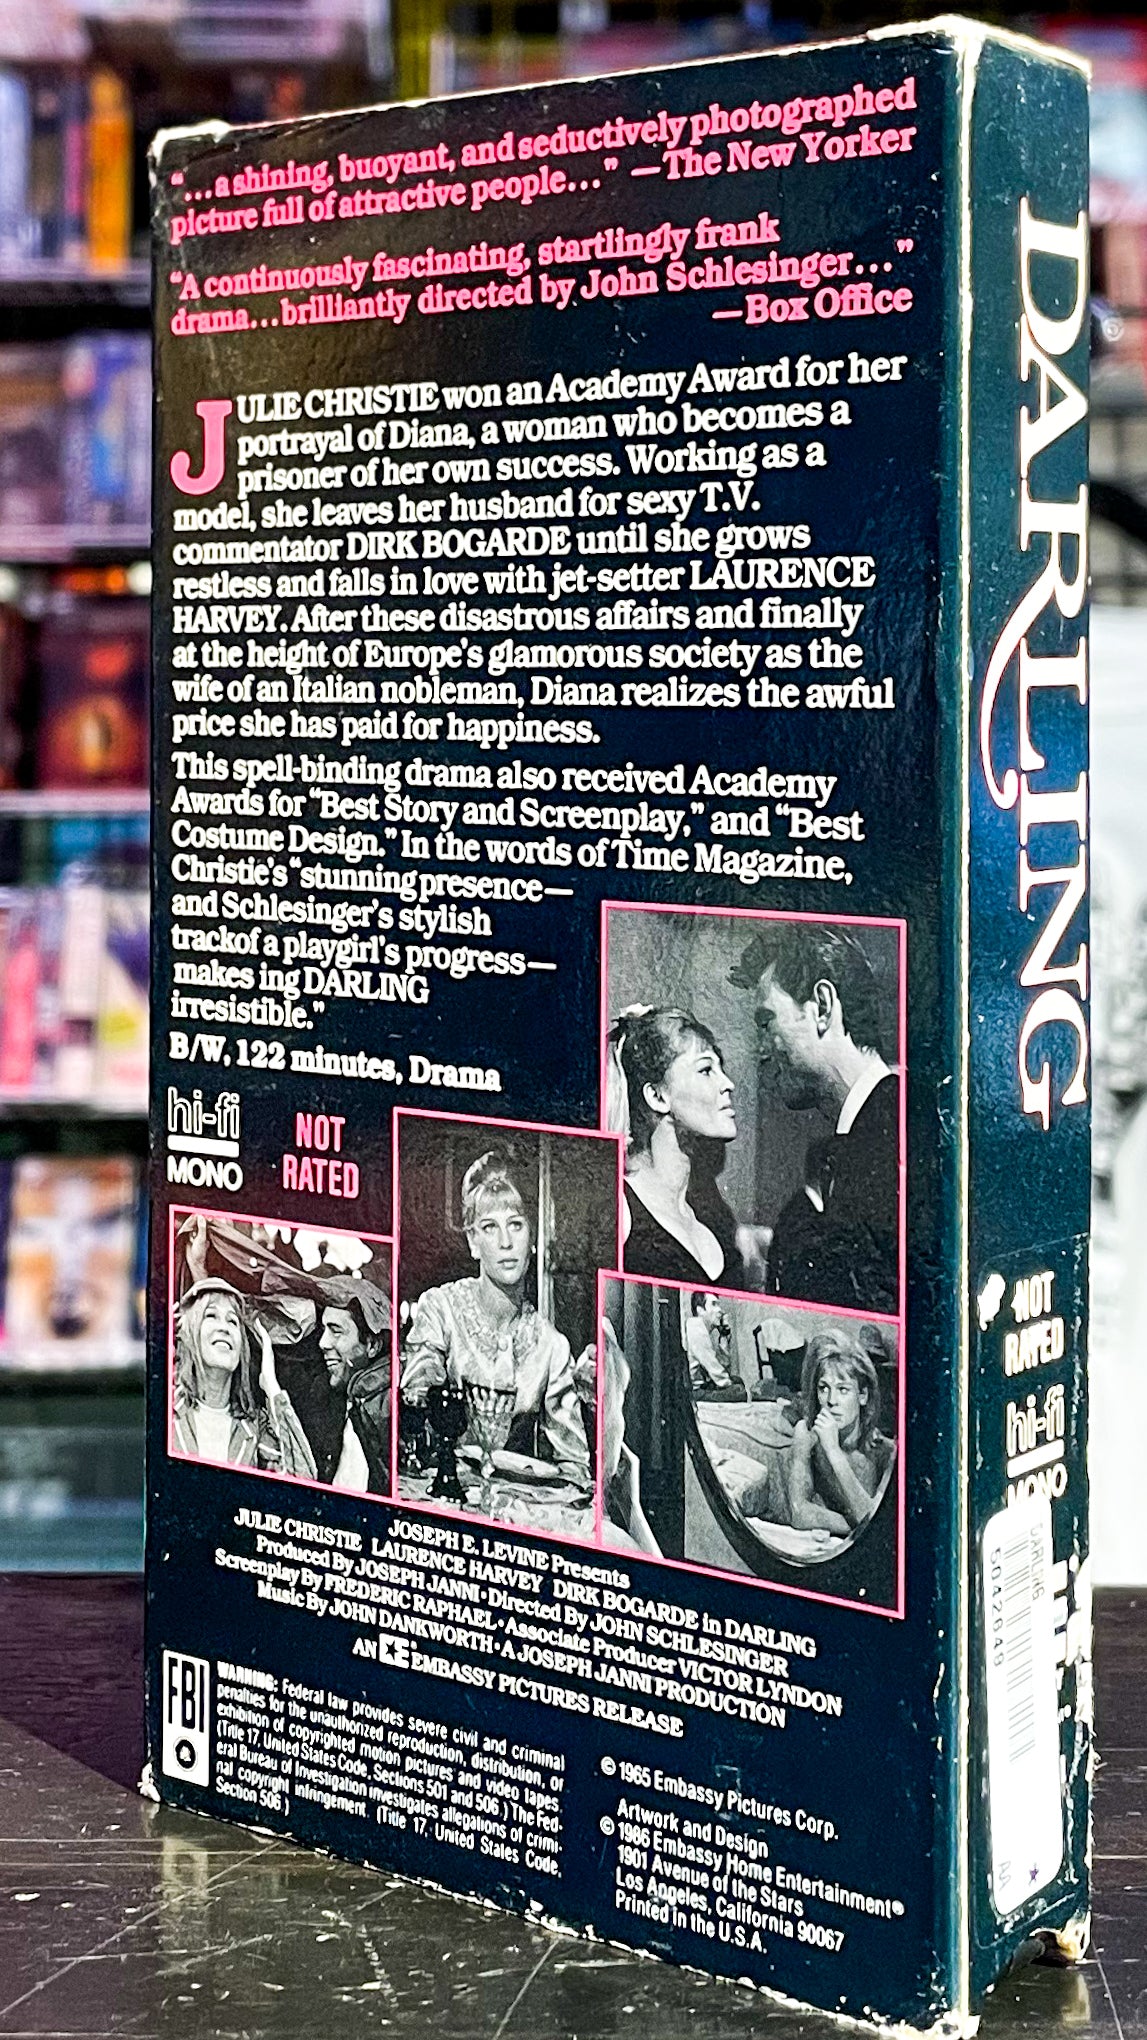 “...a shining, buoyant, and seductively photographed
picture full of attractive people...” —The New Yorker
“A continuously fascinating, startlingly frank
drama...brilliantly directed by John Schlesinger...”
—Box Office
JULIE CHRISTIE won an Academy Award for her
portrayal of Diana, a woman who becomes a
prisoner of her own success. Working as a
model, she leaves her husband for sexy T.V.
commentator DIRK BOGARDE until she grows
restless and falls in love with jet-setter LAURENCE
HARVEY. After these disastrous affairs and finally
at the height of Europe's glamorous society as the
wife of an Italian nobleman, Diana realizes the awful
price she has paid for happiness.
This spell-binding drama also received Academy
Awards for “Best Story and Screenplay,” and “Best
Costume Design.” In the words of Time Magazine,
Christie's “stunning presence—
and Schlesinger's stylish
trackof a playgirl's progress—
makes ing DARLING
irresistible.”
B/W, 122 minutes, Drama
hi-fi
MONO
NOT
RATED
JOSEPH E. LEVINE Presents
JULIE CHRISTIE LAURENCE HARVEY DIRK BOGARDE in DARLING
Produced By JOSEPH JANNI • Directed By JOHN SCHLESINGER
Screenplay By FREDERIC RAPHAEL • Associate Producer VICTOR LYNDON
Music By JOHN DANKWORTH • A JOSEPH JANNI PRODUCTION
AN EMBASSY PICTURES RELEASE
FBI
WARNING: Federal law provides severe civil and criminal
penalties for the unauthorized reproduction, distribution, or
exhibition of copyrighted motion pictures and video tapes.
(Title 17, United States Code, Sections 501 and 506.) The Fed-
eral Bureau of Investigation investigates allegations of crimi-
nal copyright infringement. (Title 17, United States Code,
Section 506.)
© 1965 Embassy Pictures Corp.
Artwork and Design
© 1986 Embassy Home Entertainment®
1901 Avenue of the Stars
Los Angeles, California 90067
Printed in the U.S.A.
DARLING
NOT
RATED
hi-fi
MONO
5042649